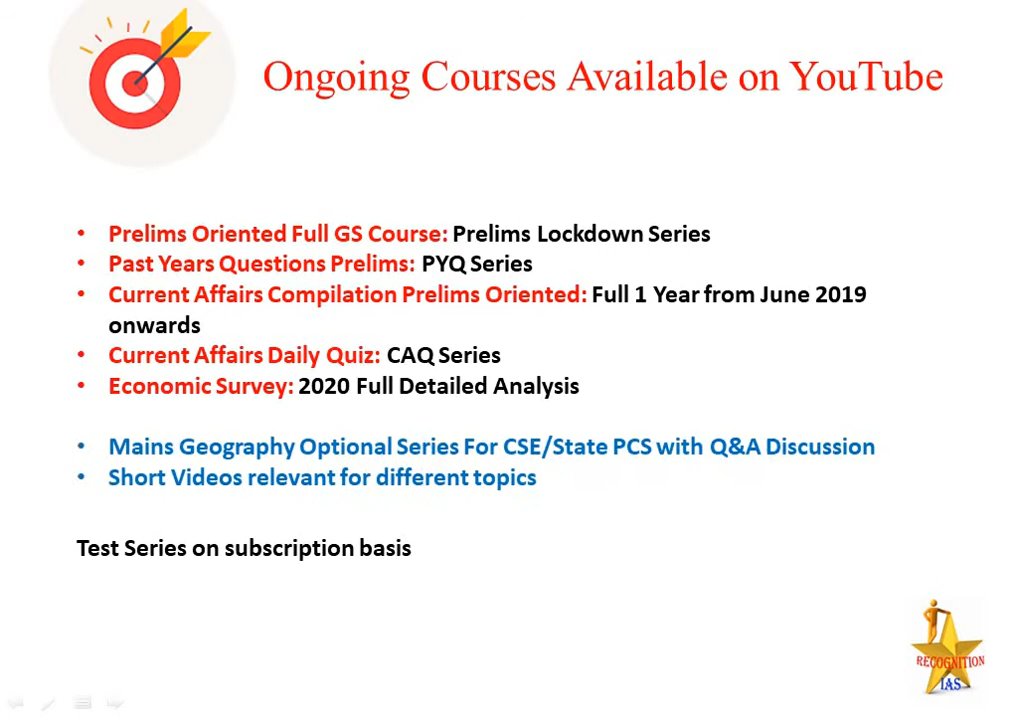 Ongoing Courses Available on YouTube
• Prelims Oriented Full GS Course: Prelims Lockdown Series
• Past Years Questions Prelims: PYQ Series
• Current Affairs Compilation Prelims Oriented: Full 1 Year from June 2019
onwards
• Current Affairs Daily Quiz: CAQ Series
• Economic Survey: 2020 Full Detailed Analysis
• Mains Geography Optional Series For CSE/State PCS with Q&A Discussion
• Short Videos relevant for different topics
Test Series on subscription basis
RECOGNITION
IAS